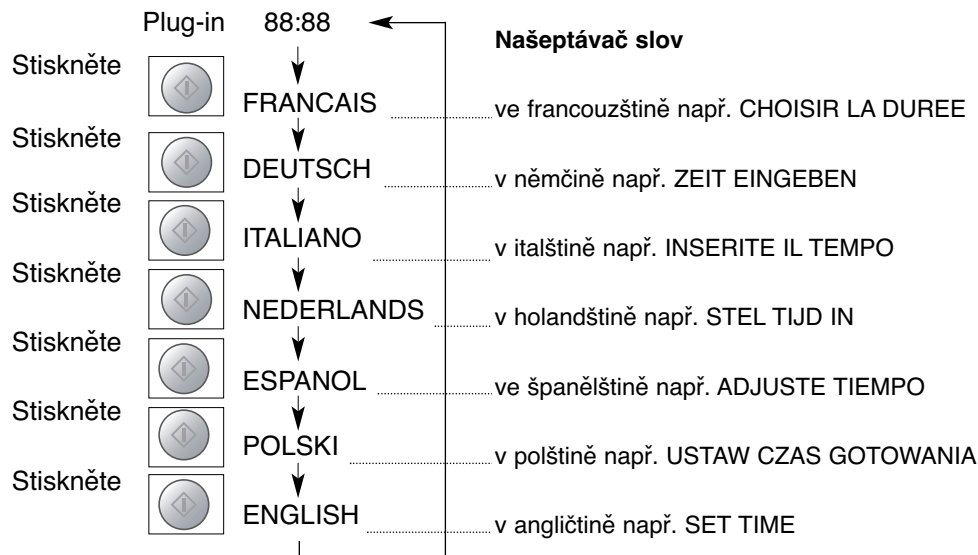 Plug-in 88:88
Našeptávač slov
Stiskněte
FRANCAIS ve francouzštině např. CHOISIR LA DUREE
Stiskněte
DEUTSCH v němčině např. ZEIT EINGEBEN
Stiskněte
ITALIANO v italštině např. INSERITE IL TEMPO
Stiskněte
NEDERLANDS v holandštině např. STEL TIJD IN
Stiskněte
ESPANOL ve španělštině např. ADJUSTE TIEMPO
Stiskněte
POLSKI v polštině např. USTAW CZAS GOTOWANIA
Stiskněte
ENGLISH v angličtině např. SET TIME